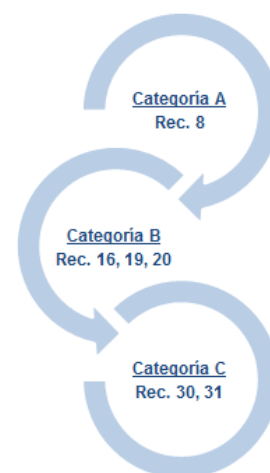 Categoría A
Rec. 8
Categoría B
Rec. 16, 19, 20
Categoría C
Rec. 30, 31